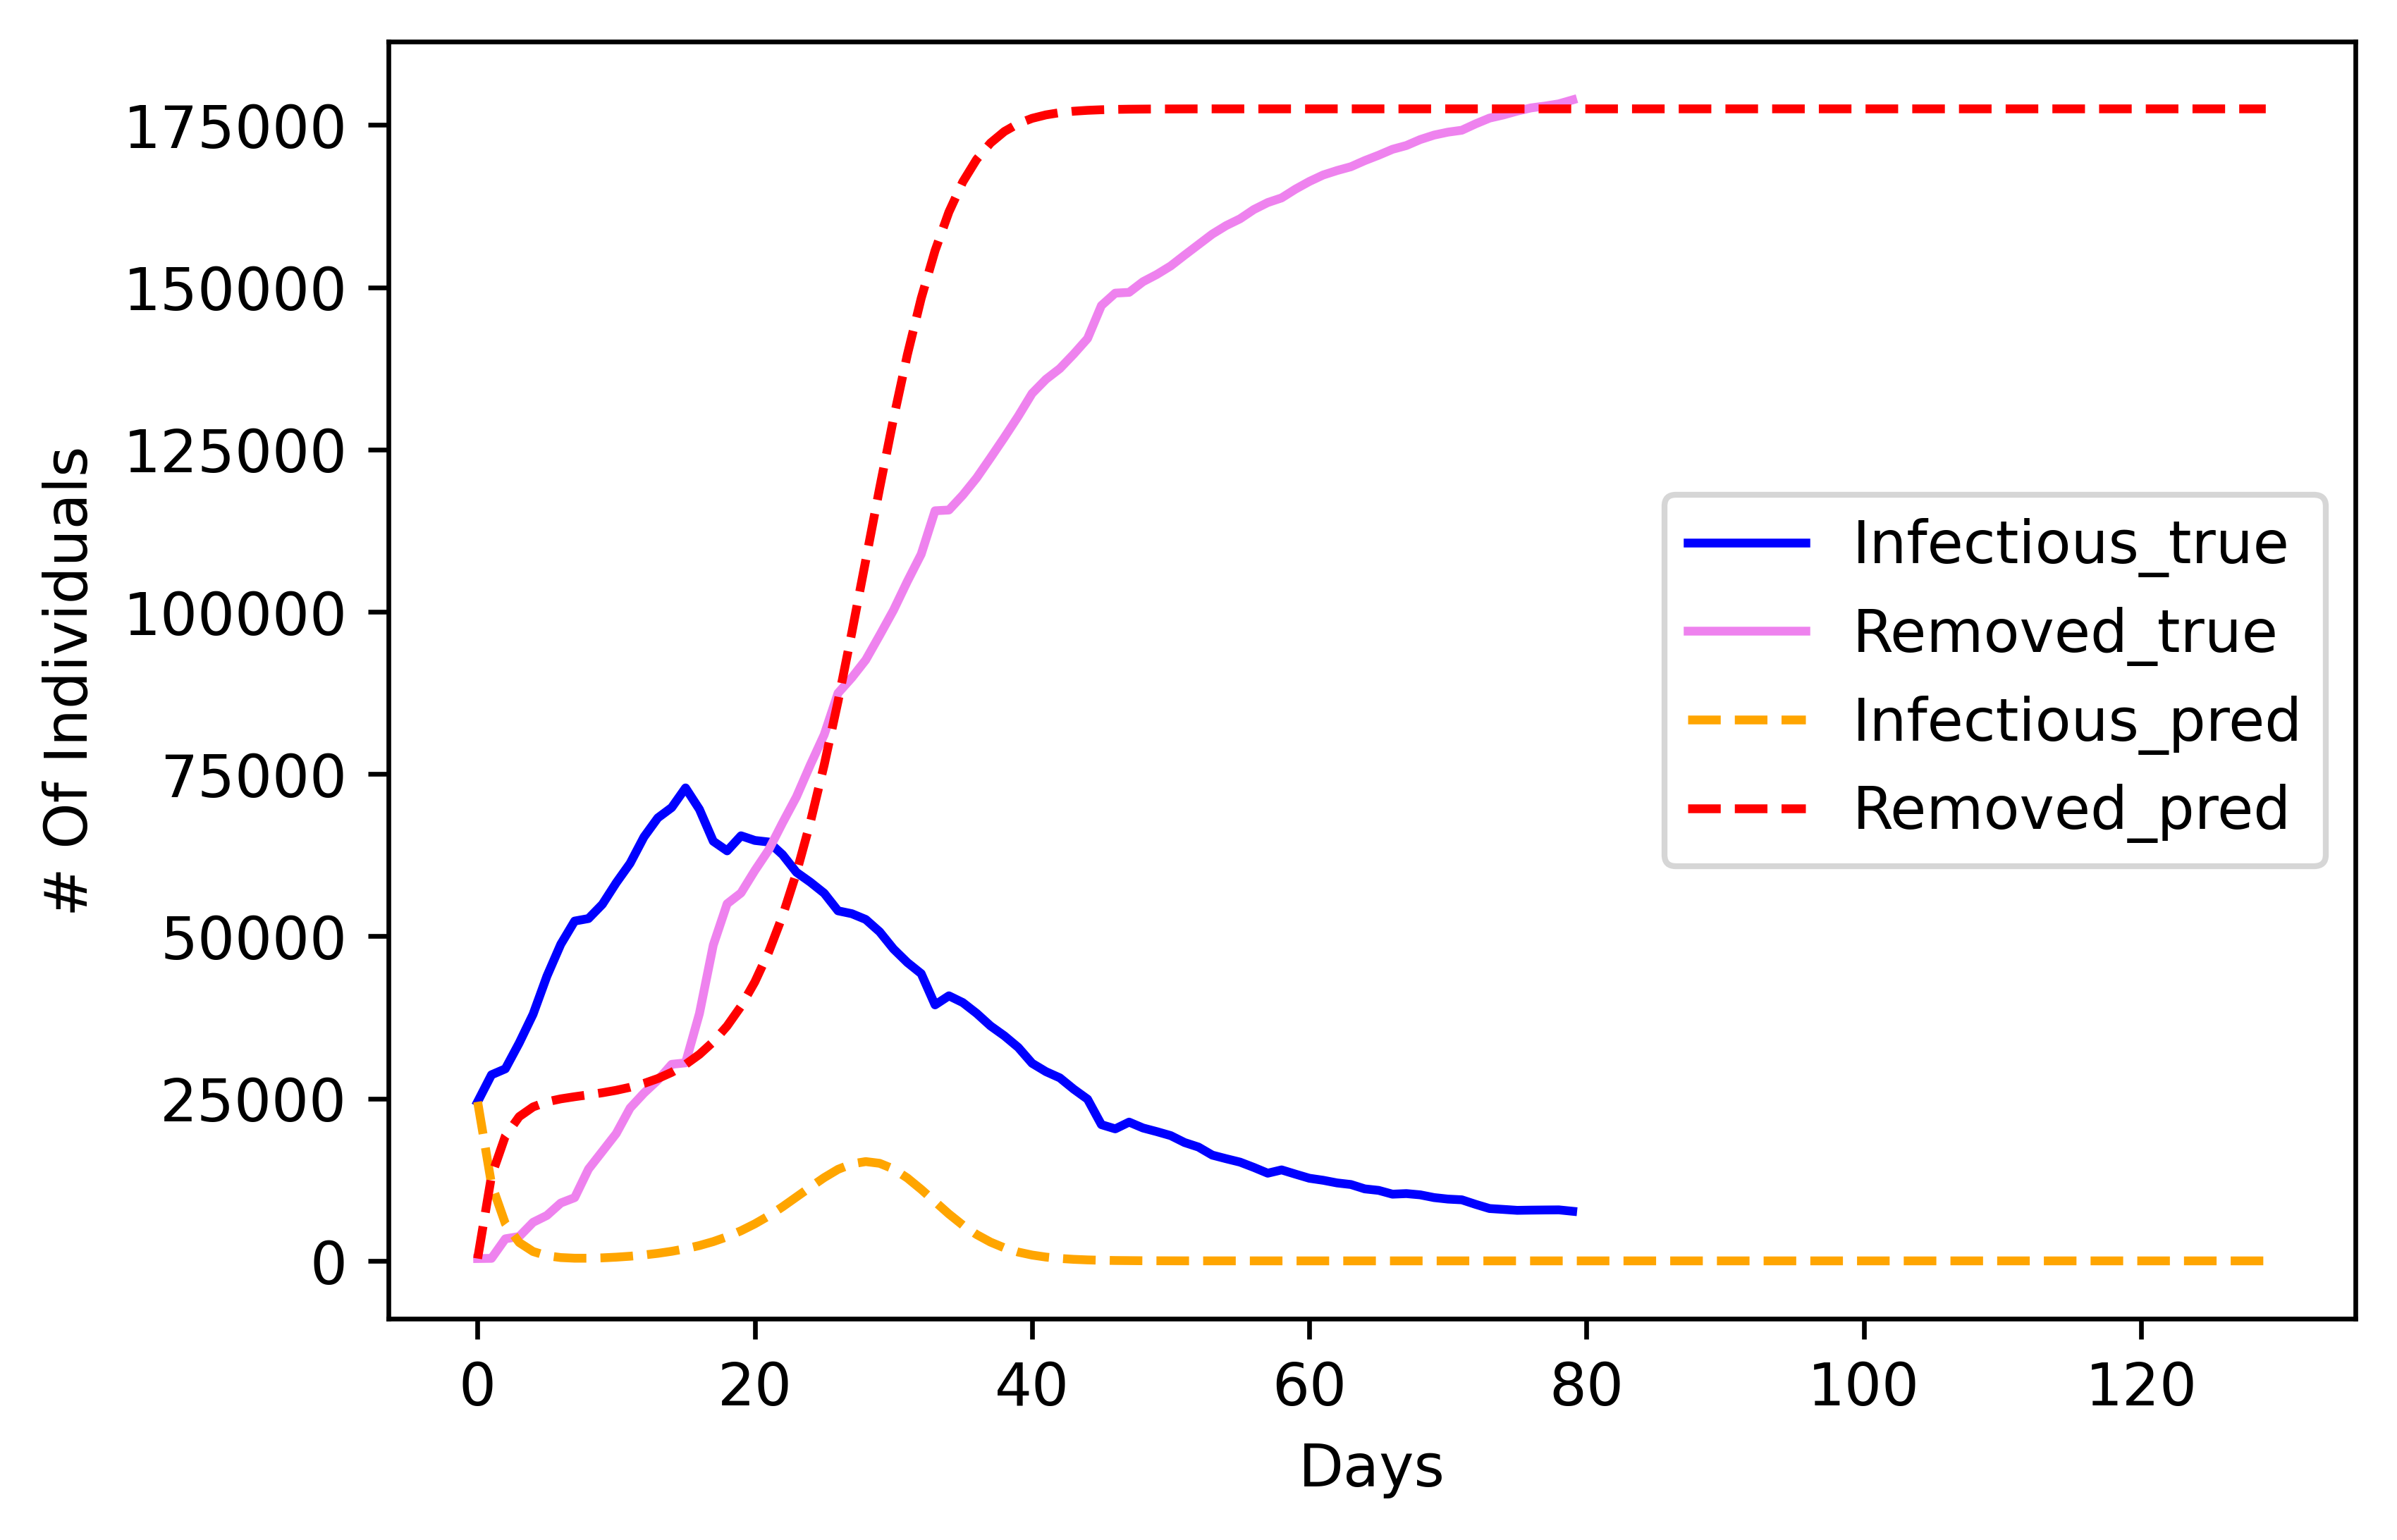 # Of Individuals
175000
150000
125000
100000
75000
50000
25000
0
Infectious_true
Removed_true
Infectious_pred
Removed_pred
0 20 40 60 80 100 120
Days